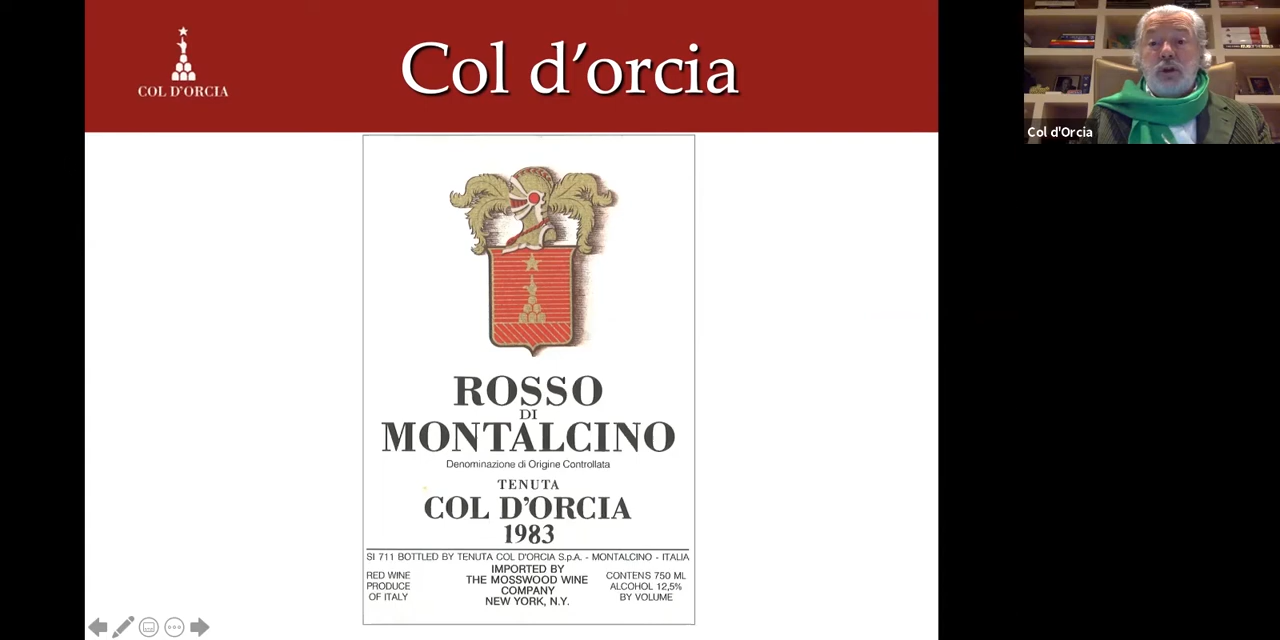 COL D'ORCIA
Col d'orcia
Col d'Orcia
ROSSO
DI
MONTALCINO
Denominazione di Origine Controllata
TENUTA
COL D'ORCIA
1983
SI 711 BOTTLED BY TENUTA COL D'ORCIA S.p.A. - MONTALCINO - ITALIA
RED WINE
PRODUCE
OF ITALY
IMPORTED BY
THE MOSSWOOD WINE
COMPANY
NEW YORK, N.Y.
CONTENS 750 ML
ALCOHOL 12,5%
BY VOLUME